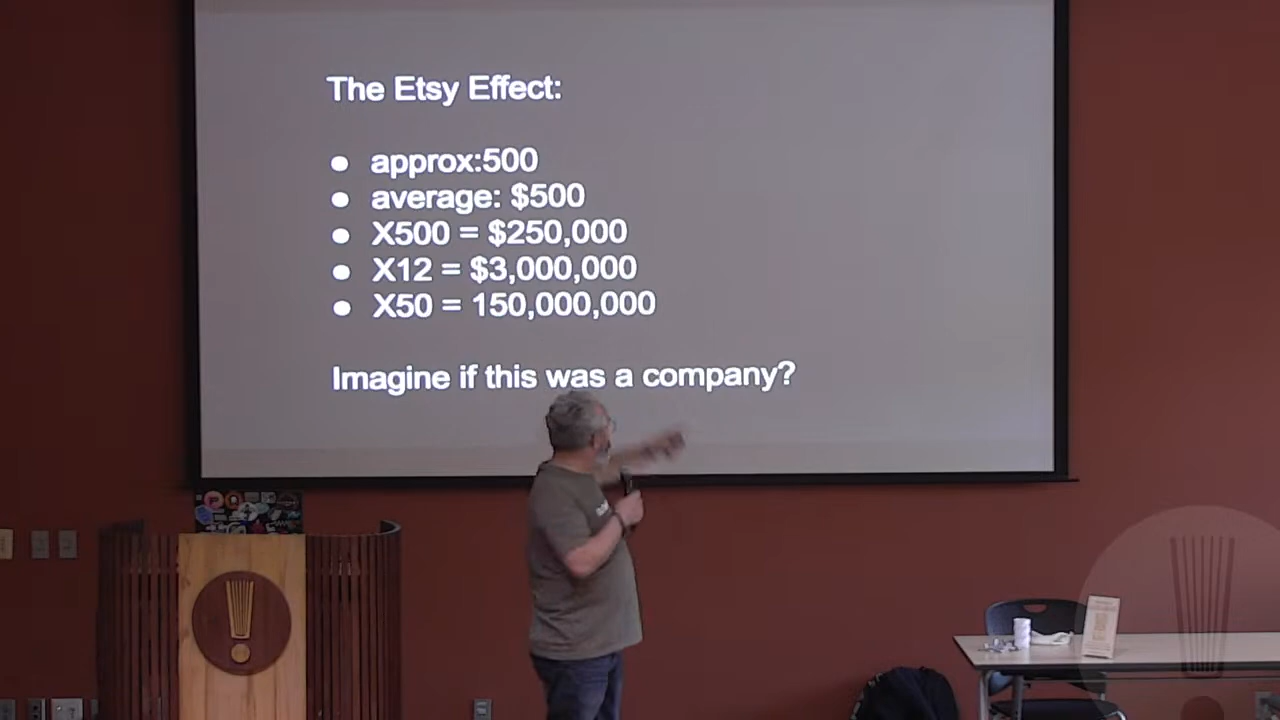 The Etsy Effect:
● approx:500
● average: $500
● X500 = $250,000
● X12 = $3,000,000
● X50 = 150,000,000
Imagine if this was a company?